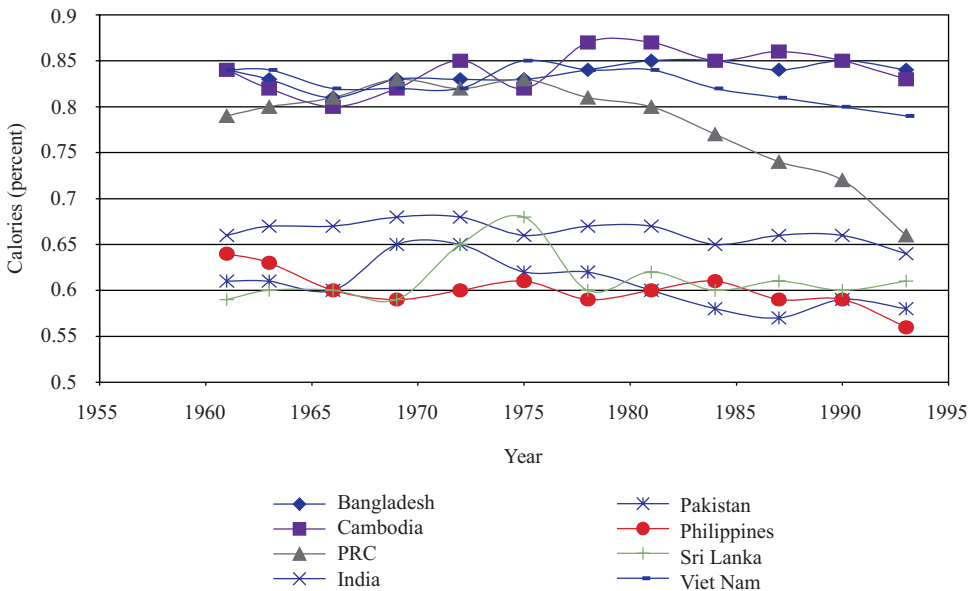 0.9
0.85
0.8
0.75
0.7
0.65
0.6
0.55
0.5
Calories (percent)
1955 1960 1965 1970 1975 1980 1985 1990 1995
Year
Bangladesh
Cambodia
PRC
India
Pakistan
Philippines
Sri Lanka
Viet Nam